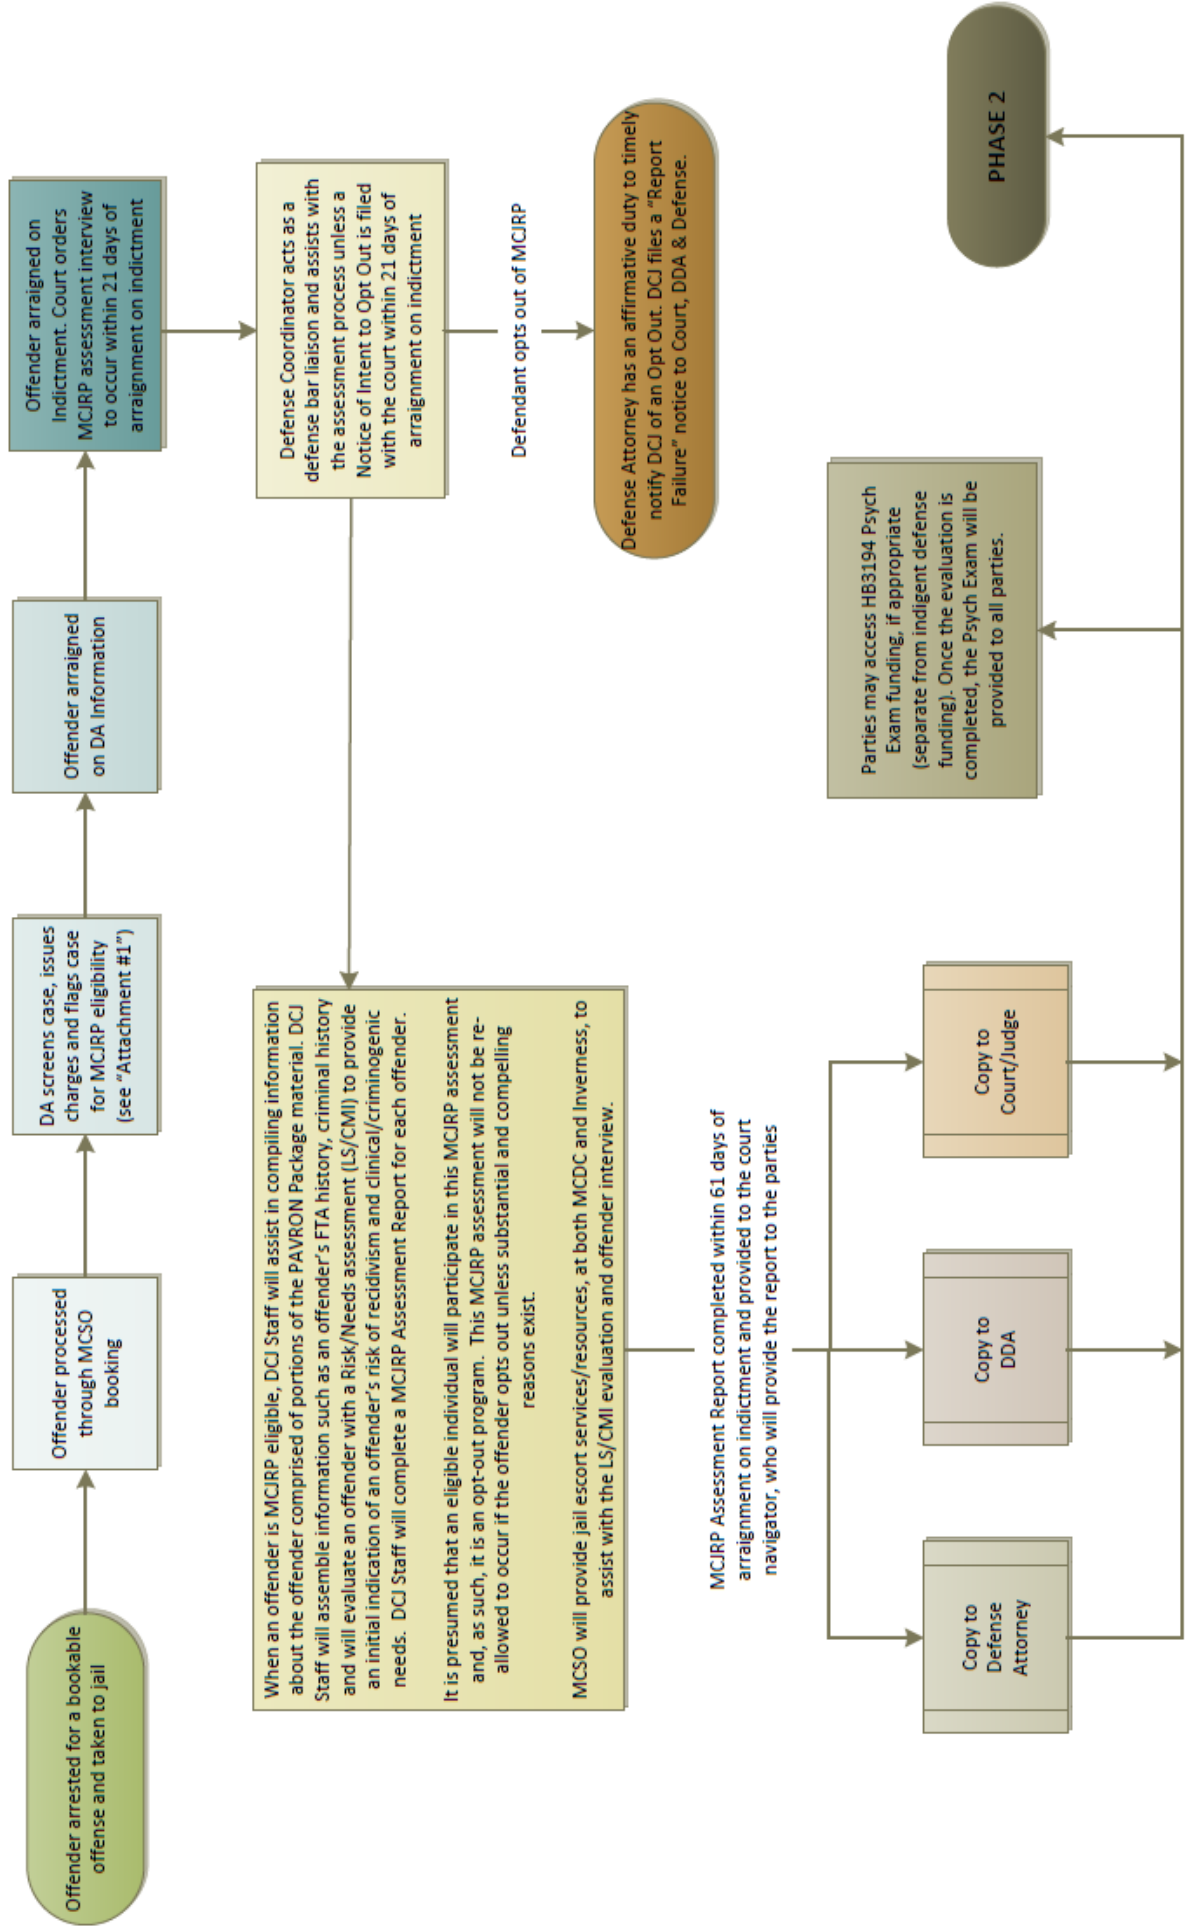 Offender arrested for a bookable
offense and taken to jail
Offender processed
through MCSO
booking
DA screens case, issues
charges and flags case
for MCJRP eligibility
(see “Attachment #1”)
Offender arraigned
on DA Information
Offender arraigned on
Indictment. Court orders
MCJRP assessment interview
to occur within 21 days of
arraignment on indictment
Defense Coordinator acts as a
defense bar liaison and assists with
the assessment process unless a
Notice of Intent to Opt Out is filed
with the court within 21 days of
arraignment on indictment
Defendant opts out of MCJRP
Defense Attorney has an affirmative duty to timely
notify DCJ of an Opt Out. DCJ files a “Report
Failure” notice to Court, DDA & Defense.
When an offender is MCJRP eligible, DCJ Staff will assist in compiling information
about the offender comprised of portions of the PAVRON Package material. DCJ
Staff will assemble information such as an offender’s FTA history, criminal history
and will evaluate an offender with a Risk/Needs assessment (LS/CMI) to provide
an initial indication of an offender’s risk of recidivism and clinical/criminogenic
needs. DCJ Staff will complete a MCJRP Assessment Report for each offender.
It is presumed that an eligible individual will participate in this MCJRP assessment
and, as such, it is an opt-out program. This MCJRP assessment will not be re-
allowed to occur if the offender opts out unless substantial and compelling
reasons exist.
MCSO will provide jail escort services/resources, at both MCDC and Inverness, to
assist with the LS/CMI evaluation and offender interview.
MCJRP Assessment Report completed within 61 days of
arraignment on indictment and provided to the court
navigator, who will provide the report to the parties
Copy to
Defense
Attorney
Copy to
DDA
Copy to
Court/Judge
Parties may access HB3194 Psych
Exam funding, if appropriate
(separate from indigent defense
funding). Once the evaluation is
completed, the Psych Exam will be
provided to all parties.
PHASE 2